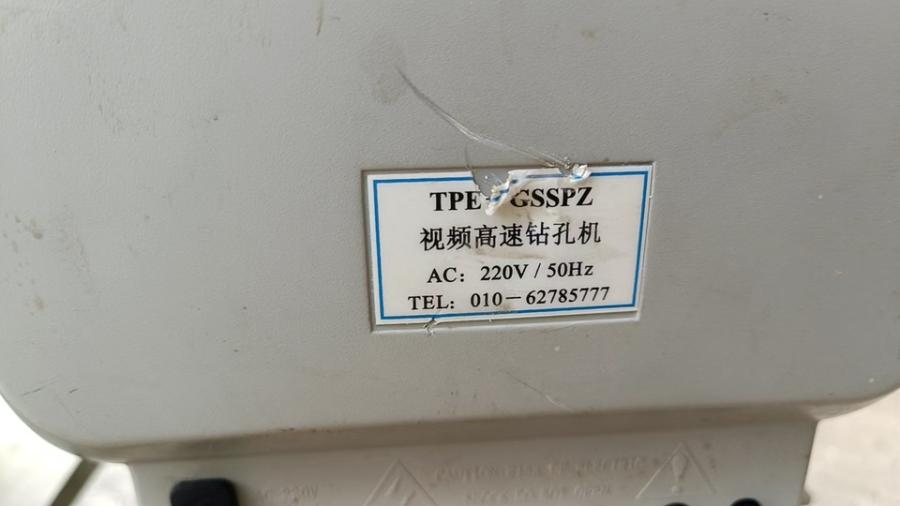 TPE－GSSPZ
视频高速钻孔机
AC：220V / 50Hz
TEL：010－62785777